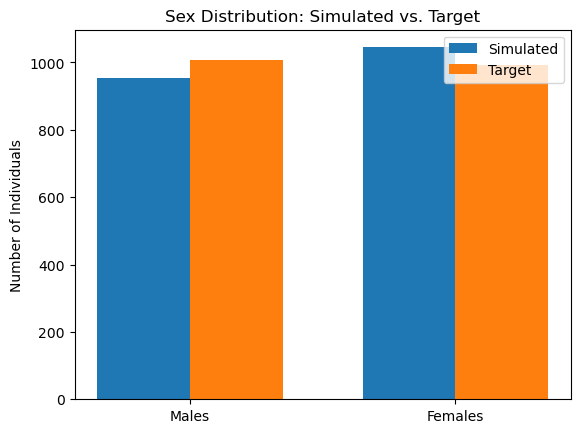 Sex Distribution: Simulated vs. Target
Simulated
Target
Number of Individuals
1000
800
600
400
200
0
Males
Females